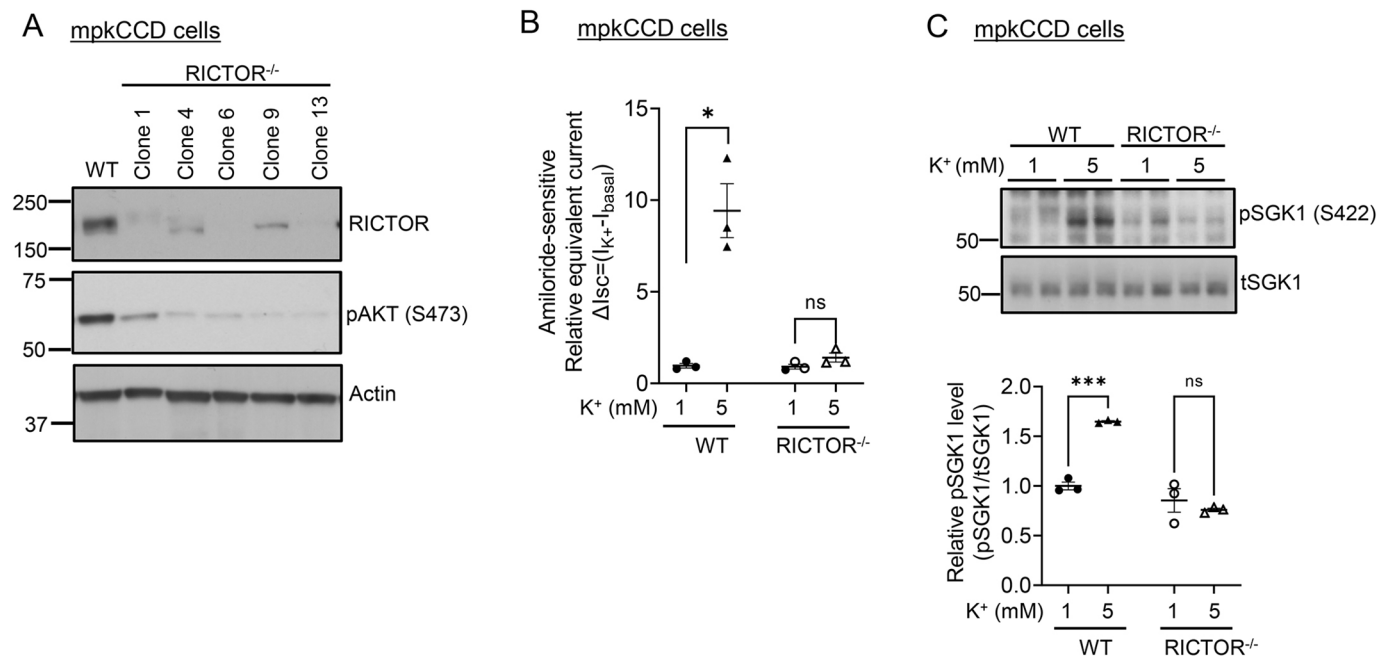 A mpkCCD cells
RICTOR-/-
WT Clone 1 Clone 4 Clone 6 Clone 9 Clone 13
250
150
RICTOR
75
50
pAKT (S473)
37
Actin
B mpkCCD cells
Amiloride-sensitive
Relative equivalent current
ΔIsc=(IK+-Ibasal)
15
10
5
0
*
ns
K+ (mM) 1 5 1 5
WT RICTOR-/-
C mpkCCD cells
WT RICTOR-/-
K+ (mM) 1 5 1 5
50
pSGK1 (S422)
50
tSGK1
Relative pSGK1 level
(pSGK1/tSGK1)
2.0
1.5
1.0
0.5
0.0
***
ns
K+ (mM) 1 5 1 5
WT RICTOR-/-